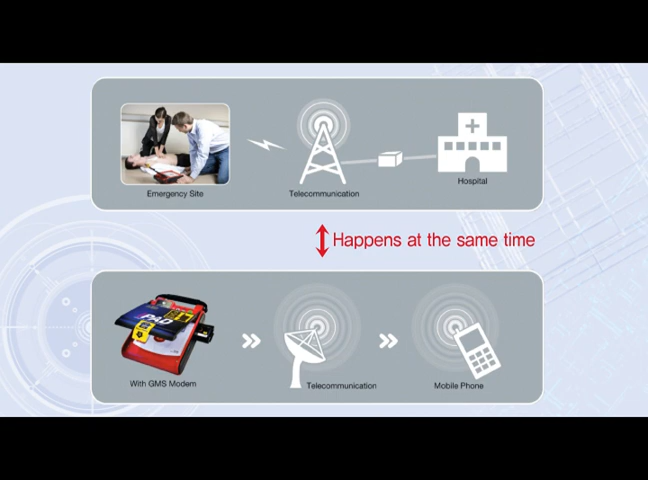 Emergency Site
Telecommunication
Hospital
Happens at the same time
PAD
With GMS Modem
Telecommunication
Mobile Phone